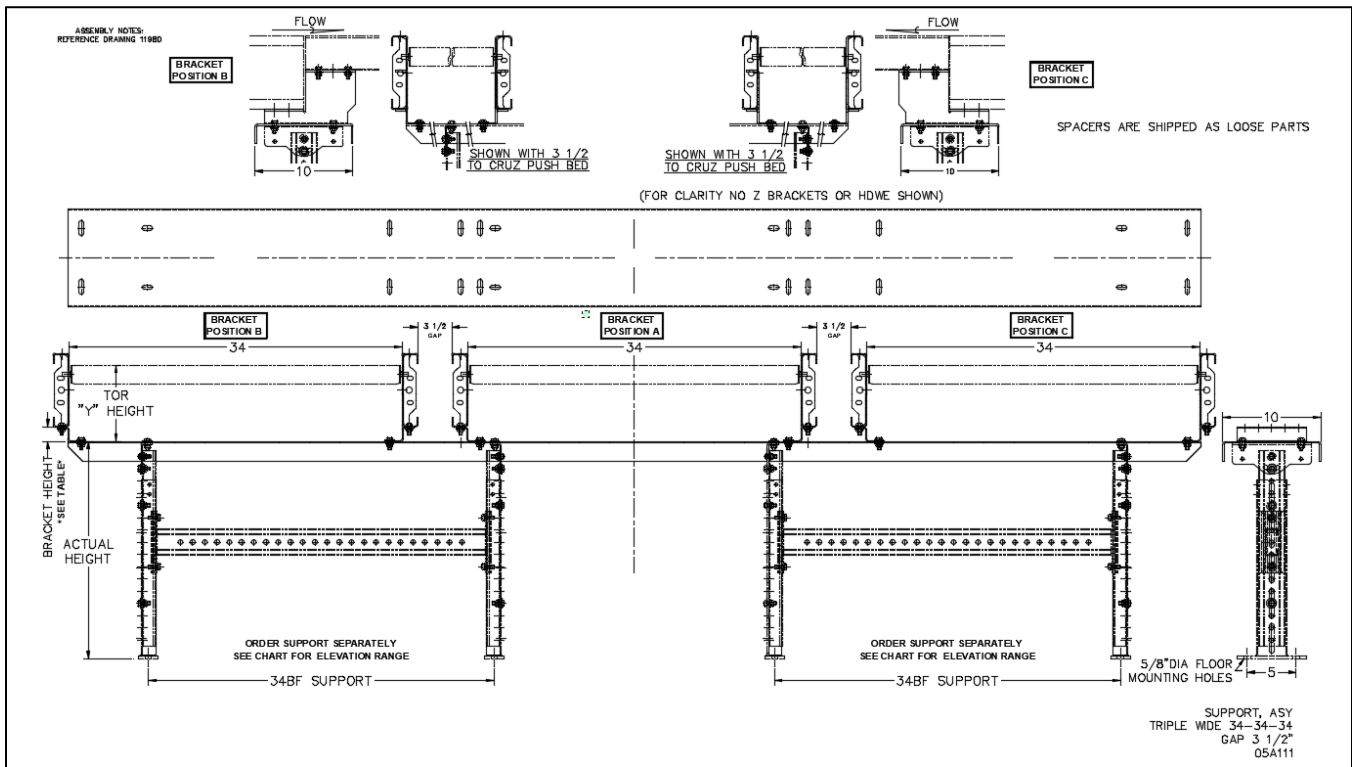 ASSEMBLY NOTES:
REFERENCE DRAWING 1198D
FLOW
FLOW
BRACKET
POSITION B
BRACKET
POSITION C
SPACERS ARE SHIPPED AS LOOSE PARTS
SHOWN WITH 3 1/2
TO CRUZ PUSH BED
SHOWN WITH 3 1/2
TO CRUZ PUSH BED
10
10
(FOR CLARITY NO Z BRACKETS OR HDWE SHOWN)
BRACKET
POSITION B
3 1/2
GAP
BRACKET
POSITION A
3 1/2
GAP
BRACKET
POSITION C
34
34
34
TOR
"Y" HEIGHT
10
BRACKET HEIGHT
*SEE TABLE*
ACTUAL
HEIGHT
ORDER SUPPORT SEPARATELY
SEE CHART FOR ELEVATION RANGE
ORDER SUPPORT SEPARATELY
SEE CHART FOR ELEVATION RANGE
34BF SUPPORT
34BF SUPPORT
5/8"DIA FLOOR
MOUNTING HOLES
5
SUPPORT, ASY
TRIPLE WIDE 34-34-34
GAP 3 1/2"
05A111